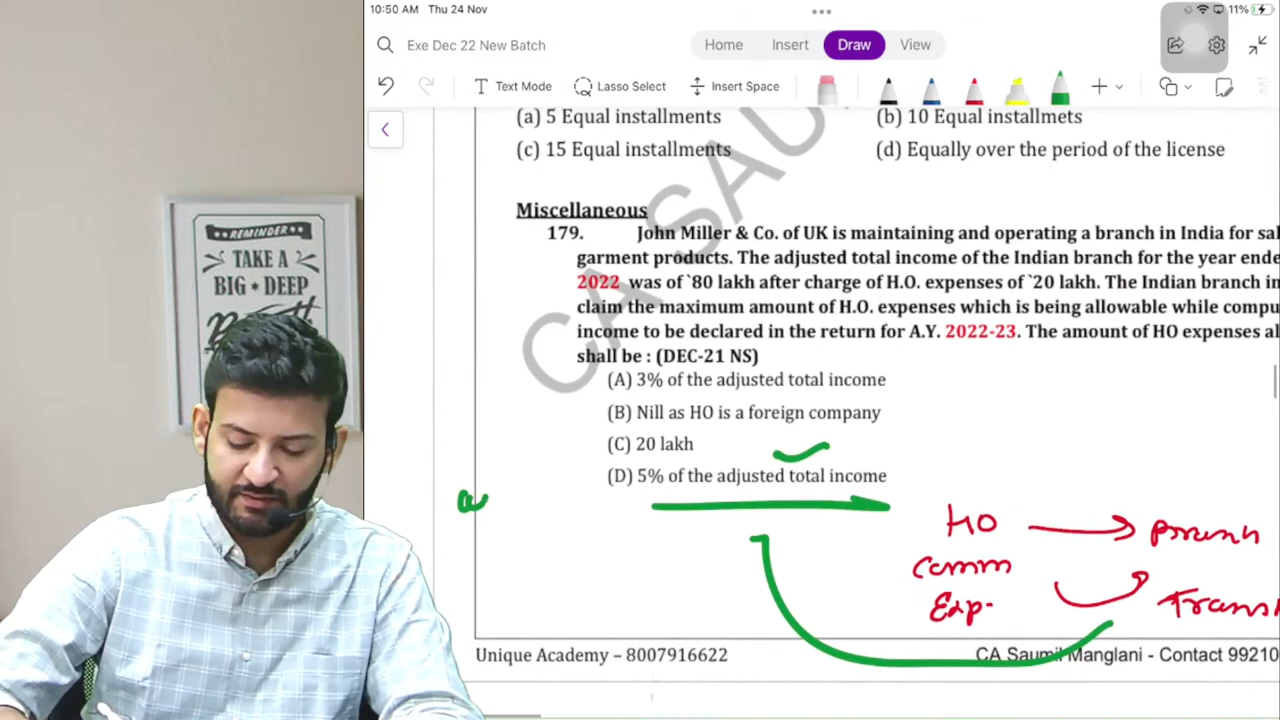 10:50 AM Thu 24 Nov
11%
Exe Dec 22 New Batch
Home Insert Draw View
Text Mode Lasso Select Insert Space
(a) 5 Equal installments (b) 10 Equal installmets
(c) 15 Equal installments (d) Equally over the period of the license
CA SAU
Miscellaneous
179. John Miller & Co. of UK is maintaining and operating a branch in India for sal
garment products. The adjusted total income of the Indian branch for the year ende
2022 was of `80 lakh after charge of H.O. expenses of `20 lakh. The Indian branch in
claim the maximum amount of H.O. expenses which is being allowable while compu
income to be declared in the return for A.Y. 2022-23. The amount of HO expenses al
shall be : (DEC-21 NS)
(A) 3% of the adjusted total income
(B) Nill as HO is a foreign company
(C) 20 lakh
(D) 5% of the adjusted total income
HO
Comm
Exp.
Trans
Unique Academy – 8007916622 CA Saumil Manglani - Contact 99210
REMINDER
TAKE A
BIG DEEP